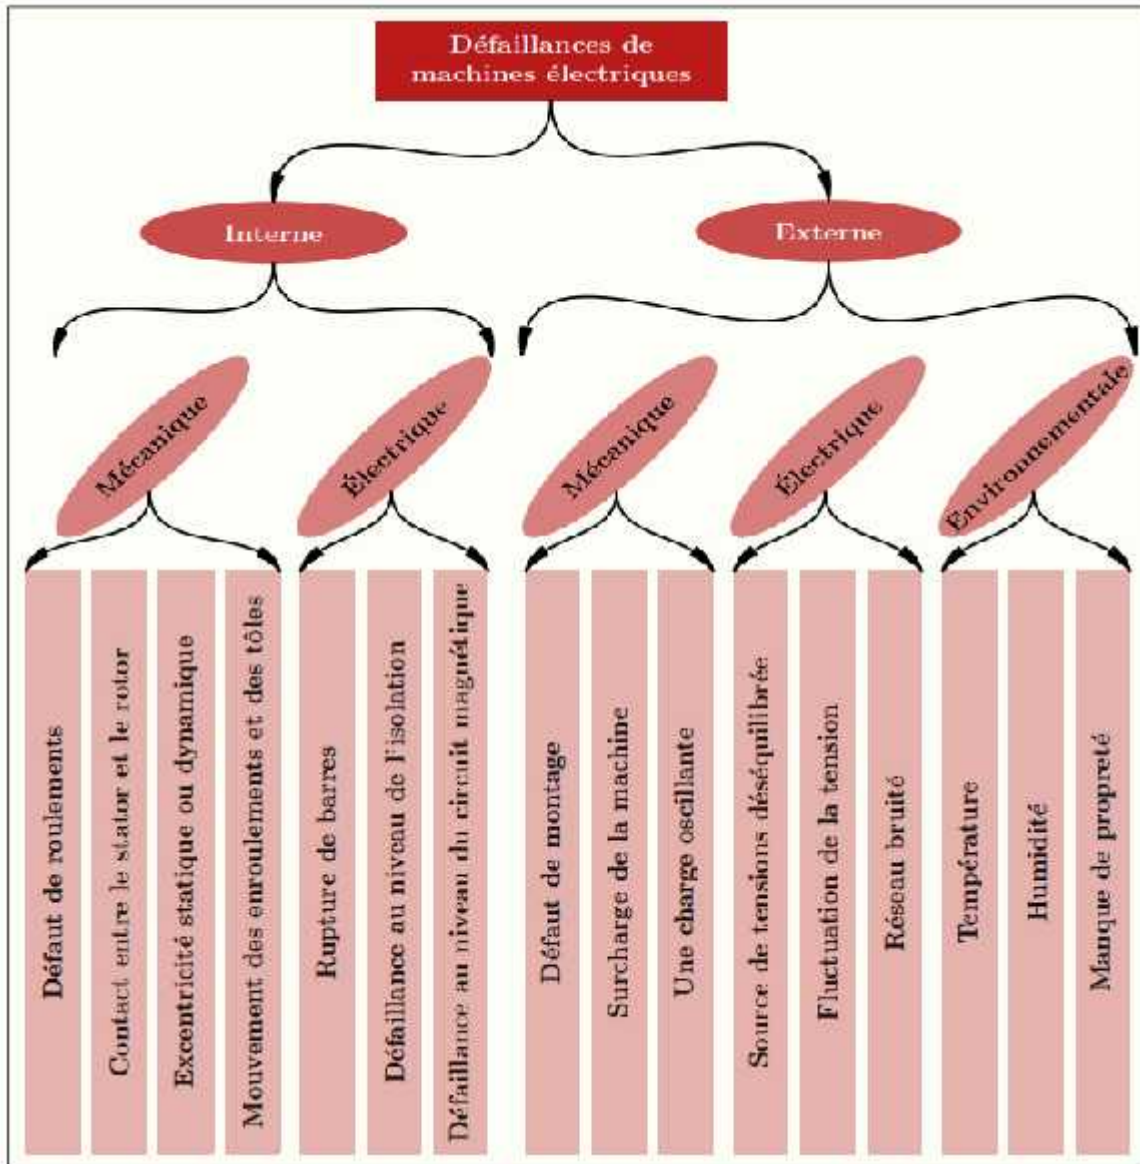 Défaillances de
machines électriques
Interne
Externe
Mécanique
Électrique
Mécanique
Électrique
Environnementale
Défaut de roulements
Contact entre le stator et le rotor
Excentricité statique ou dynamique
Mouvement des enroulements et des tôles
Rupture de barres
Défaillance au niveau de l'isolation
Défaillance au niveau du circuit magnétique
Défaut de montage
Surcharge de la machine
Une charge oscillante
Source de tensions déséquilibrée
Fluctuation de la tension
Réseau bruité
Température
Humidité
Manque de propreté